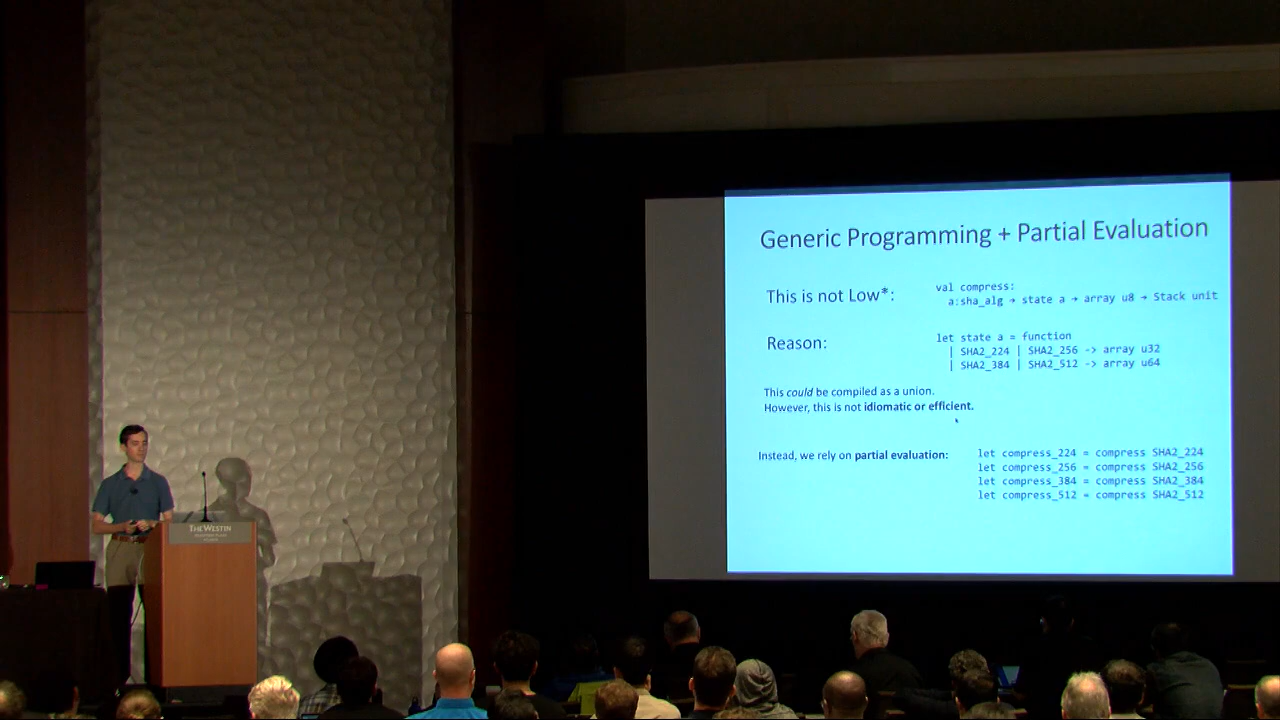 Generic Programming + Partial Evaluation
This is not Low*:
val compress:
a:sha_alg → state a → array u8 → Stack unit
Reason:
let state a = function
| SHA2_224 | SHA2_256 -> array u32
| SHA2_384 | SHA2_512 -> array u64
This could be compiled as a union.
However, this is not idiomatic or efficient.
Instead, we rely on partial evaluation:
let compress_224 = compress SHA2_224
let compress_256 = compress SHA2_256
let compress_384 = compress SHA2_384
let compress_512 = compress SHA2_512
THE WESTIN